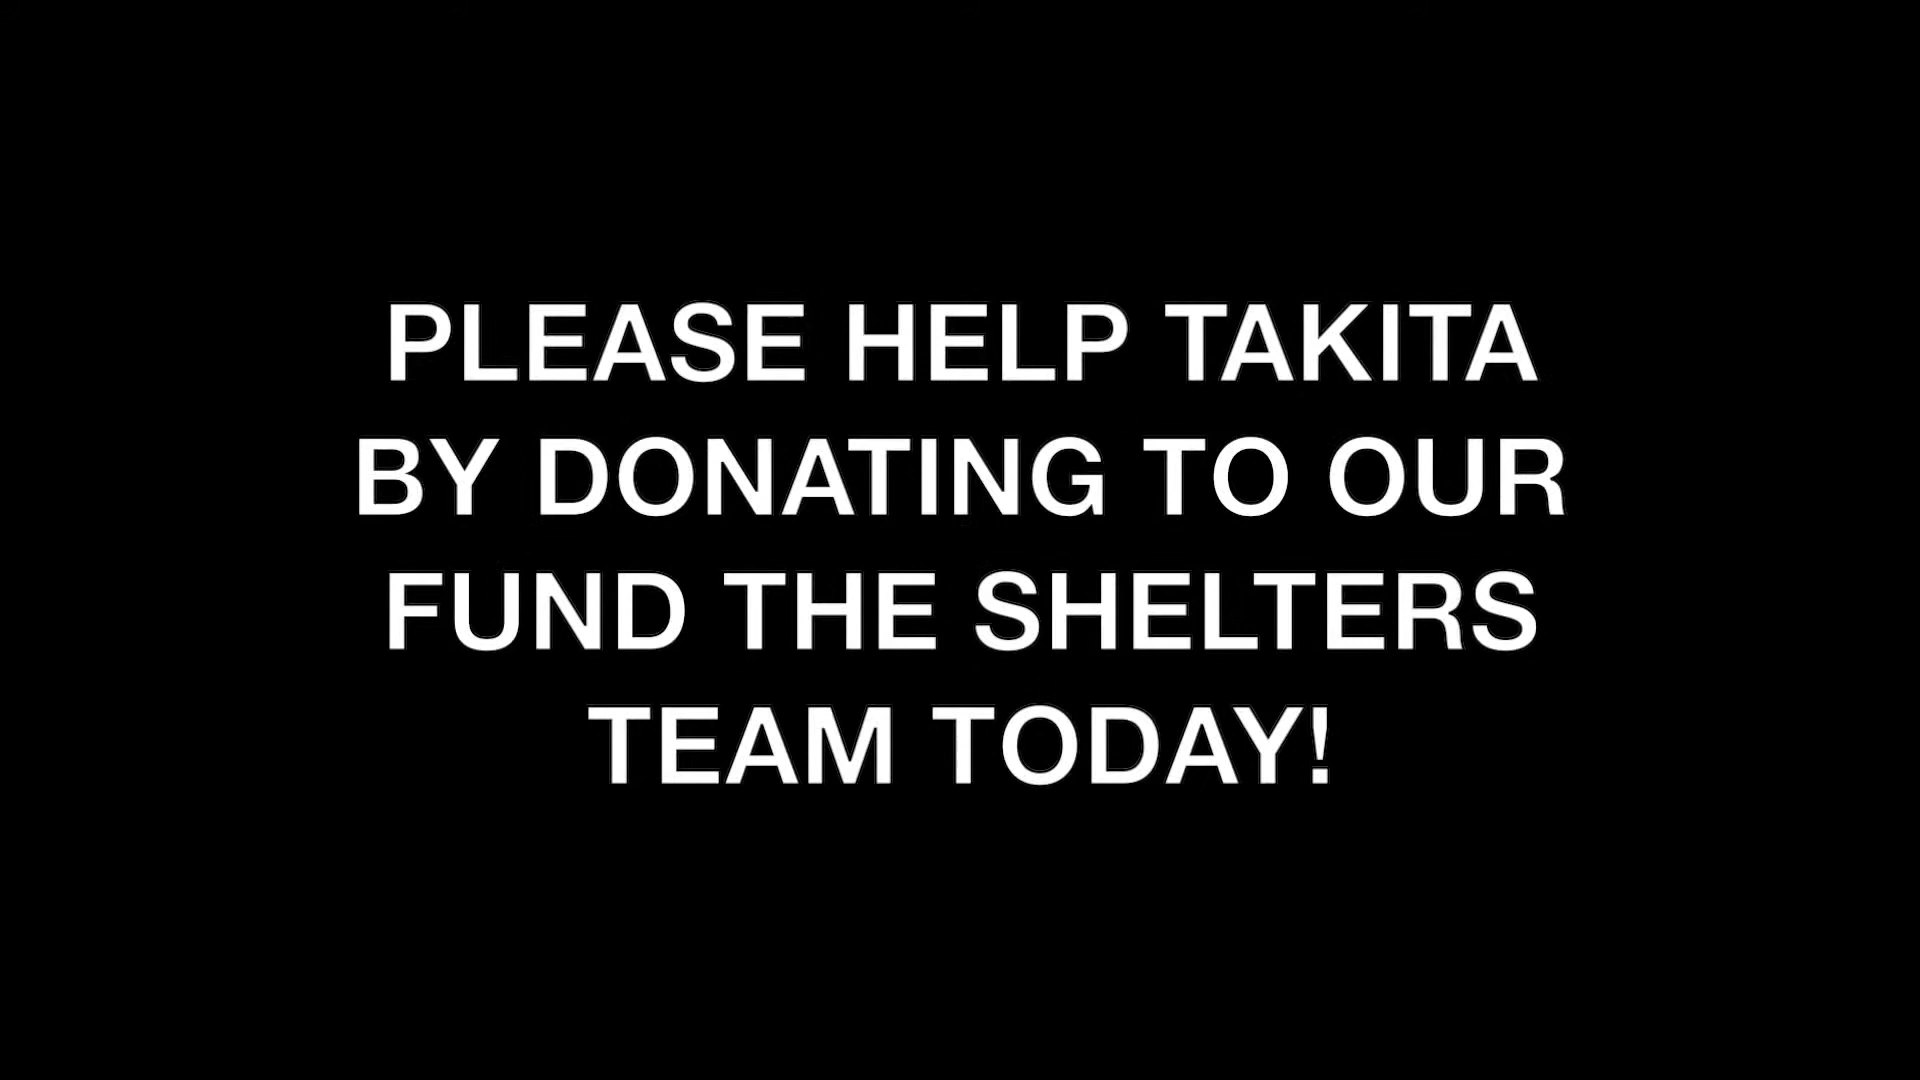 PLEASE HELP TAKITA
BY DONATING TO OUR
FUND THE SHELTERS
TEAM TODAY!